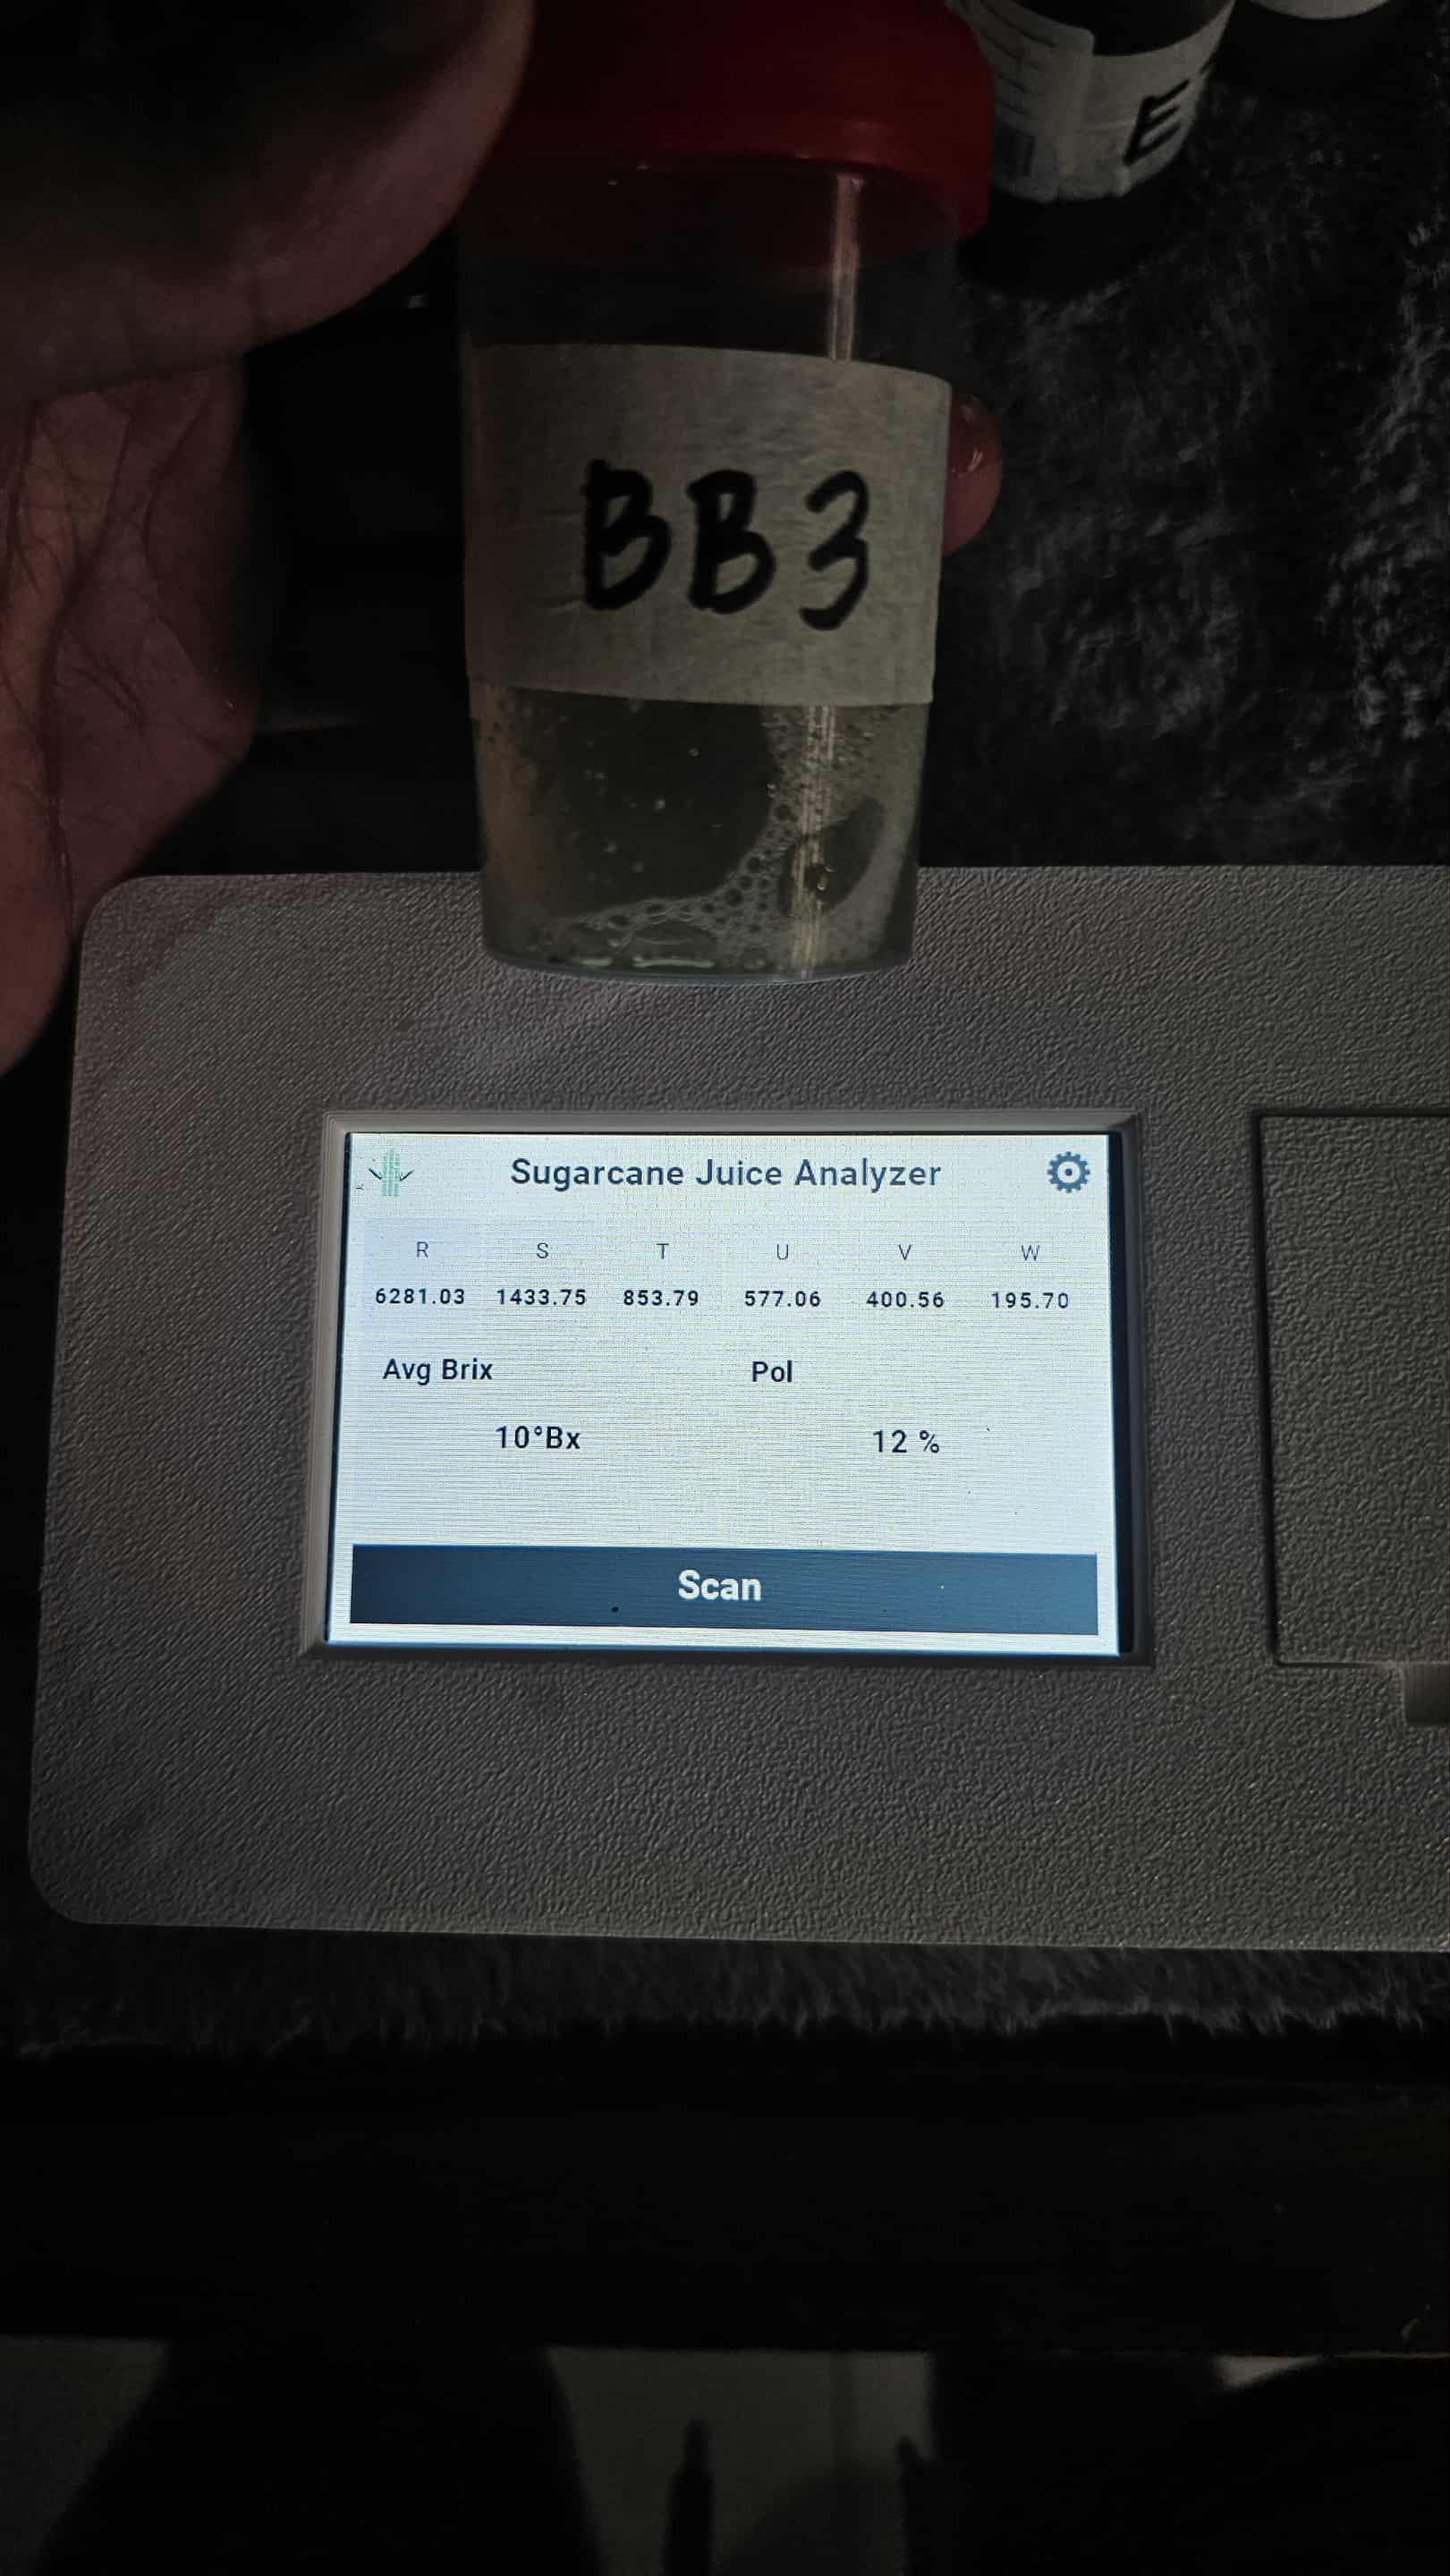 E
BB3
Sugarcane Juice Analyzer
R S T U V W
6281.03 1433.75 853.79 577.06 400.56 195.70
Avg Brix Pol
10°Bx 12 %
Scan